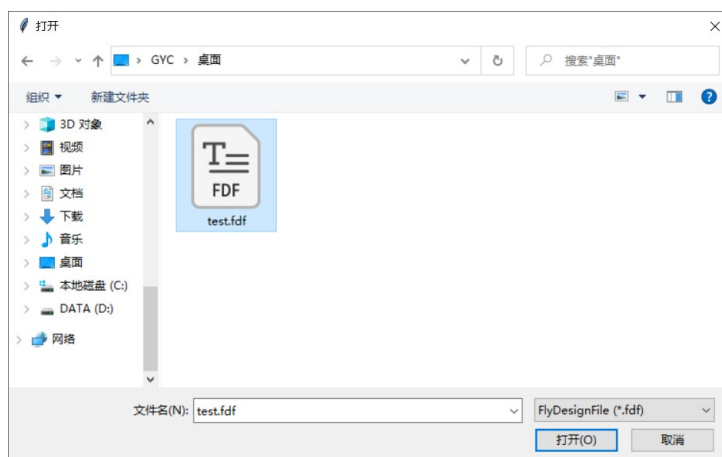 打开
GYC
桌面
搜索"桌面"
组织
新建文件夹
3D 对象
视频
图片
文档
下载
音乐
桌面
本地磁盘 (C:)
DATA (D:)
网络
T
FDF
test.fdf
文件名(N):
test.fdf
FlyDesignFile (*.fdf)
打开(O)
取消